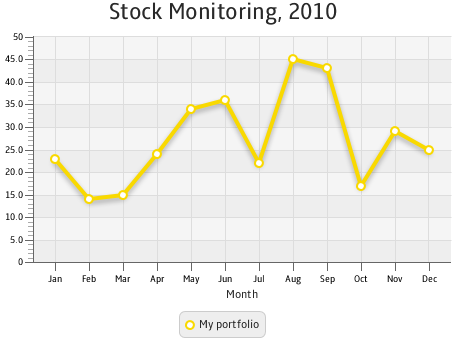 Stock Monitoring, 2010
50
45.0
40.0
35.0
30.0
25.0
20.0
15.0
10.0
5.0
0
Jan Feb Mar Apr May Jun Jul Aug Sep Oct Nov Dec
Month
My portfolio